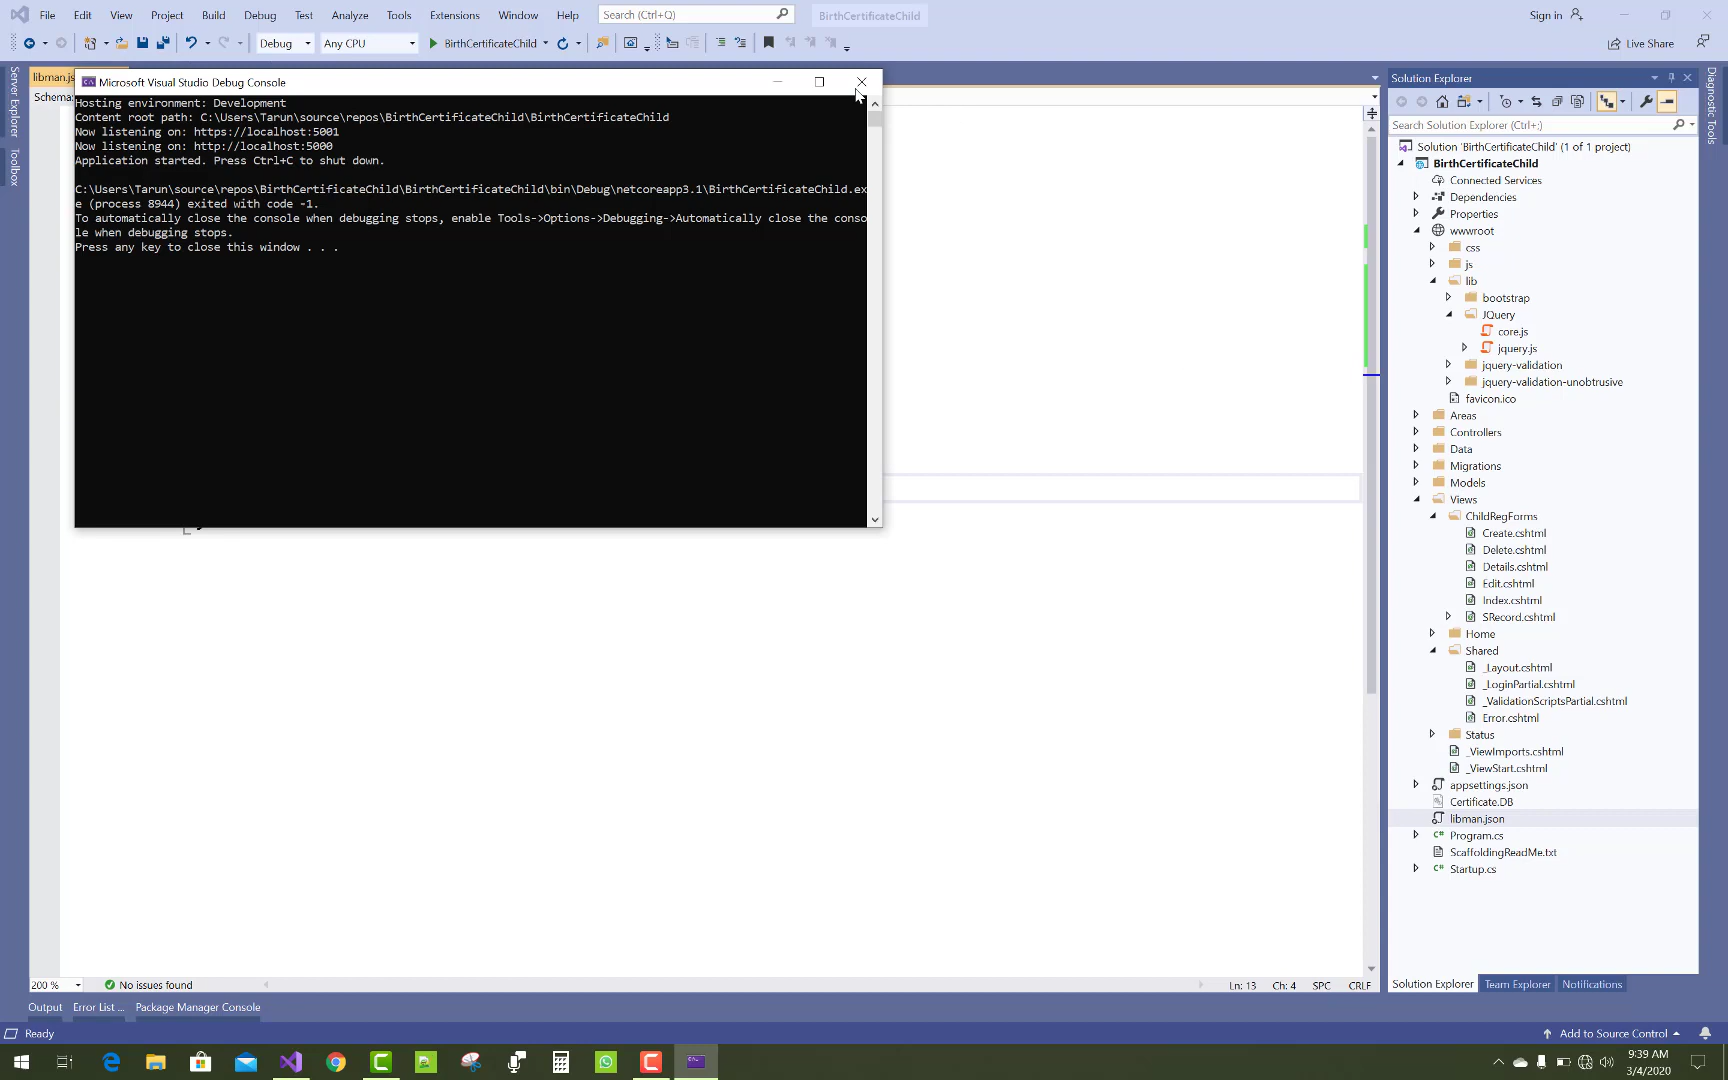 File Edit View Project Build Debug Test Analyze Tools Extensions Window Help Search (Ctrl+Q) BirthCertificateChild Sign in
Debug Any CPU BirthCertificateChild Live Share
Server Explorer
Toolbox
libman.js
Schema:
Microsoft Visual Studio Debug Console
Hosting environment: Development
Content root path: C:\Users\Tarun\source\repos\BirthCertificateChild\BirthCertificateChild
Now listening on: https://localhost:5001
Now listening on: http://localhost:5000
Application started. Press Ctrl+C to shut down.
C:\Users\Tarun\source\repos\BirthCertificateChild\BirthCertificateChild\bin\Debug\netcoreapp3.1\BirthCertificateChild.ex
e (process 8944) exited with code -1.
To automatically close the console when debugging stops, enable Tools->Options->Debugging->Automatically close the conso
le when debugging stops.
Press any key to close this window . . .
Solution Explorer
Search Solution Explorer (Ctrl+;)
Solution 'BirthCertificateChild' (1 of 1 project)
BirthCertificateChild
Connected Services
Dependencies
Properties
wwwroot
css
js
lib
bootstrap
JQuery
core.js
jquery.js
jquery-validation
jquery-validation-unobtrusive
favicon.ico
Areas
Controllers
Data
Migrations
Models
Views
ChildRegForms
Create.cshtml
Delete.cshtml
Details.cshtml
Edit.cshtml
Index.cshtml
SRecord.cshtml
Home
Shared
_Layout.cshtml
_LoginPartial.cshtml
_ValidationScriptsPartial.cshtml
Error.cshtml
Status
_ViewImports.cshtml
_ViewStart.cshtml
appsettings.json
Certificate.DB
libman.json
C# Program.cs
ScaffoldingReadMe.txt
C# Startup.cs
Diagnostic Tools
200 % No issues found Ln: 13 Ch: 4 SPC CRLF
Solution Explorer Team Explorer Notifications
Output Error List ... Package Manager Console
Ready Add to Source Control
9:39 AM
3/4/2020